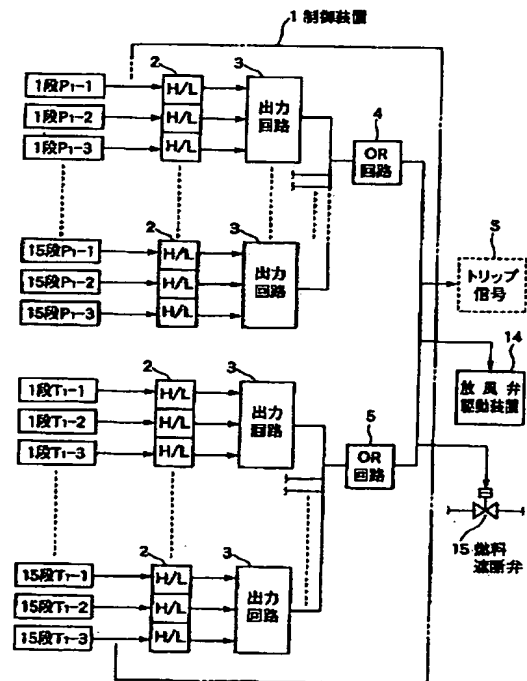 1 制御装置
2
3
1段P1-1
H/L
出力
回路
1段P1-2
H/L
1段P1-3
H/L
4
OR
回路
2
3
15段P1-1
H/L
出力
回路
15段P1-2
H/L
15段P1-3
H/L
S
トリップ
信号
14
放風弁
駆動装置
2
3
1段T1-1
H/L
出力
回路
1段T1-2
H/L
1段T1-3
H/L
5
OR
回路
15 燃料
遮断弁
2
3
15段T1-1
H/L
出力
回路
15段T1-2
H/L
15段T1-3
H/L